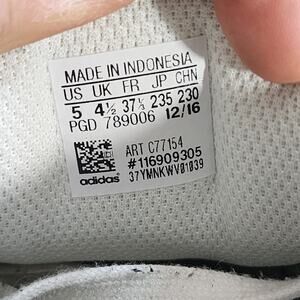 MADE IN INDONESIA
US UK FR JP CHN
5 4½ 37⅓ 235 230
PGD 789006 12/16
ART C77154
#116909305
adidas 37YMNKWV01039